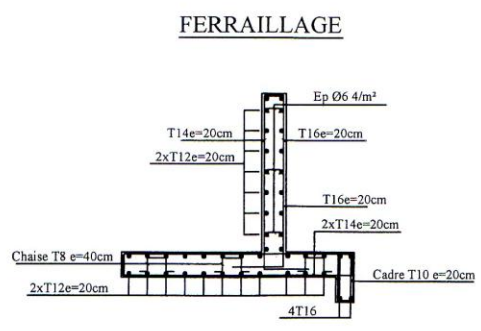 FERRAILLAGE
Ep Ø6 4/m²
T14e=20cm
T16e=20cm
2xT12e=20cm
T16e=20cm
2xT14e=20cm
Chaise T8 e=40cm
Cadre T10 e=20cm
2xT12e=20cm
4T16